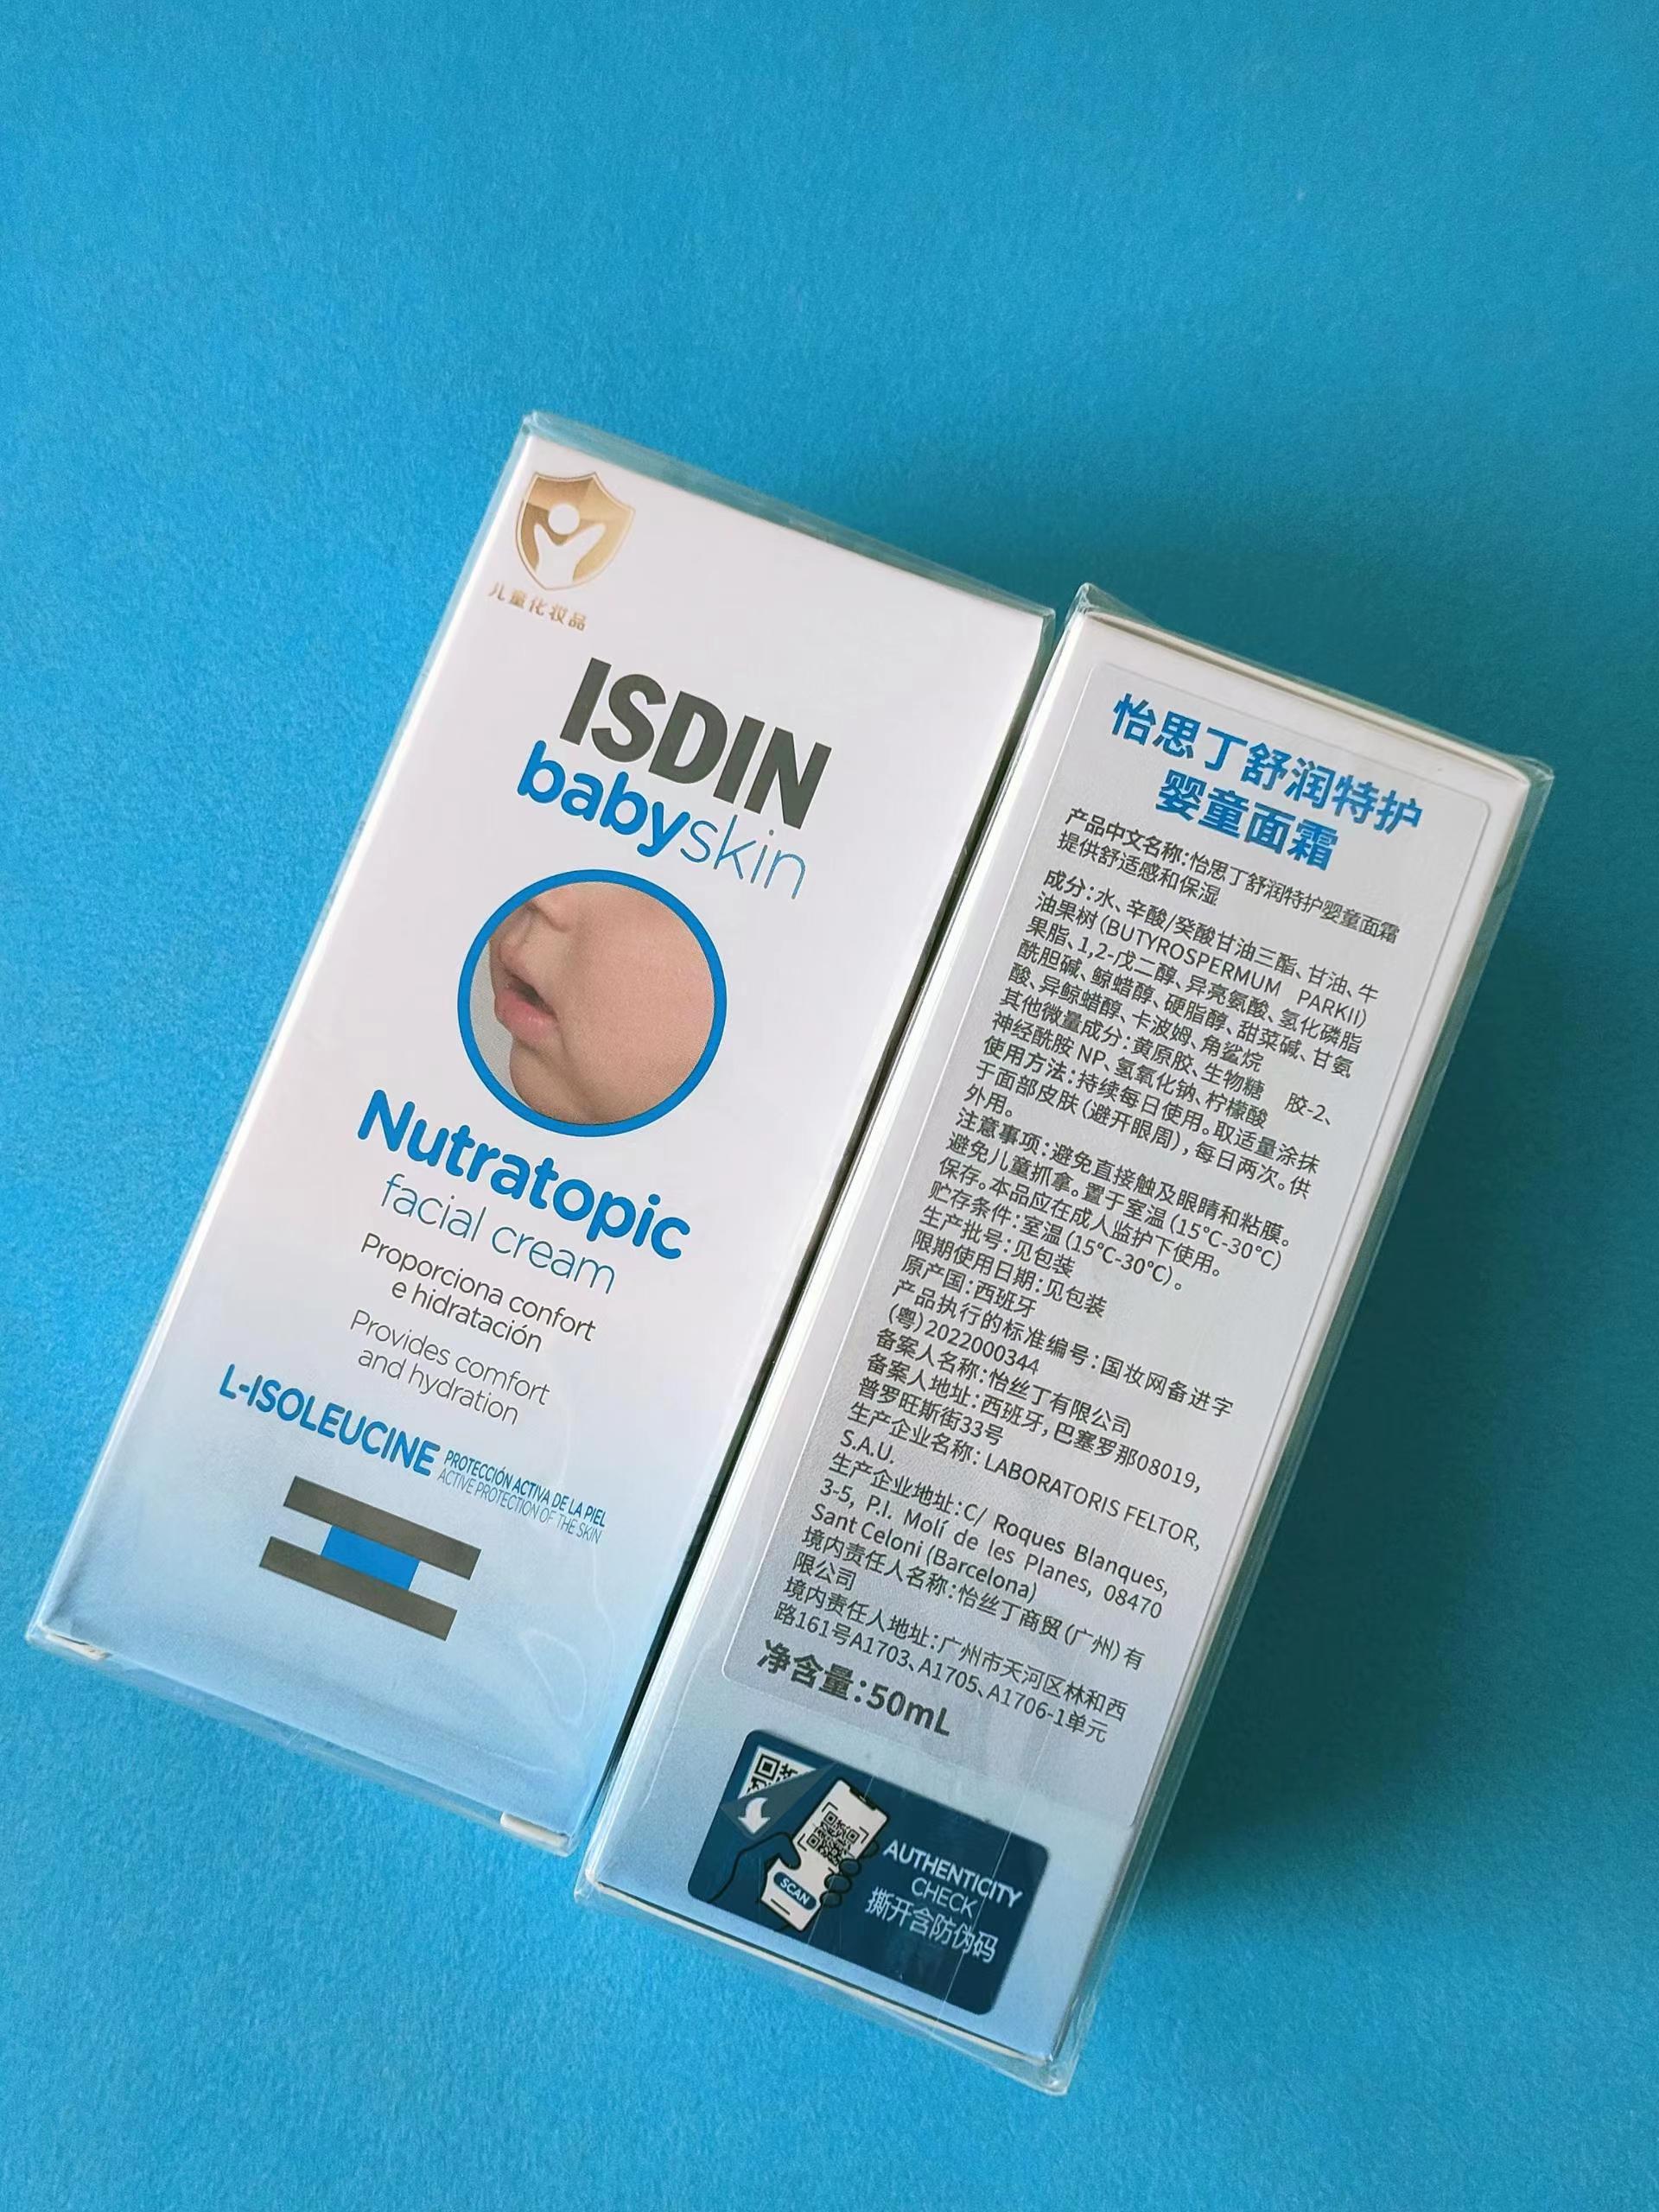 儿童化妆品
ISDIN
babyskin
Nutratopic
facial cream
Proporciona confort
e hidratación
Provides comfort
and hydration
L-ISOLEUCINE
PROTECCIÓN ACTIVA DE LA PIEL
ACTIVE PROTECTION OF THE SKIN
怡思丁舒润特护
婴童面霜
产品中文名称:怡思丁舒润特护婴童面霜
提供舒适感和保湿
成分:水、辛酸/癸酸甘油三酯、甘油、牛
油果树(BUTYROSPERMUM PARKII)
果脂、1,2-戊二醇、异亮氨酸、氢化磷脂
酰胆碱、鲸蜡醇、硬脂醇、甜菜碱、甘氨
酸、异鲸蜡醇、卡波姆、角鲨烷
其他微量成分:黄原胶、生物糖 胶-2、
神经酰胺 NP、氢氧化钠、柠檬酸
使用方法:持续每日使用。取适量涂抹
于面部皮肤(避开眼周),每日两次。供
外用。
注意事项:避免直接触及眼睛和粘膜。
避免儿童抓拿。置于室温(15℃-30℃)
保存。本品应在成人监护下使用。
贮存条件:室温(15℃-30℃)。
生产批号:见包装
限期使用日期:见包装
原产国:西班牙
产品执行的标准编号:国妆网备进字
(粤)2022000344
备案人名称:怡丝丁有限公司
备案人地址:西班牙,巴塞罗那08019,
普罗旺斯街33号
生产企业名称:LABORATORIS FELTOR,
S.A.U.
生产企业地址:C/ Roques Blanques,
3-5, P.I. Molí de les Planes, 08470
Sant Celoni (Barcelona)
境内责任人名称:怡丝丁商贸(广州)有
限公司
境内责任人地址:广州市天河区林和西
路161号A1703、A1705、A1706-1单元
净含量:50mL
SCAN
AUTHENTICITY
CHECK
撕开含防伪码